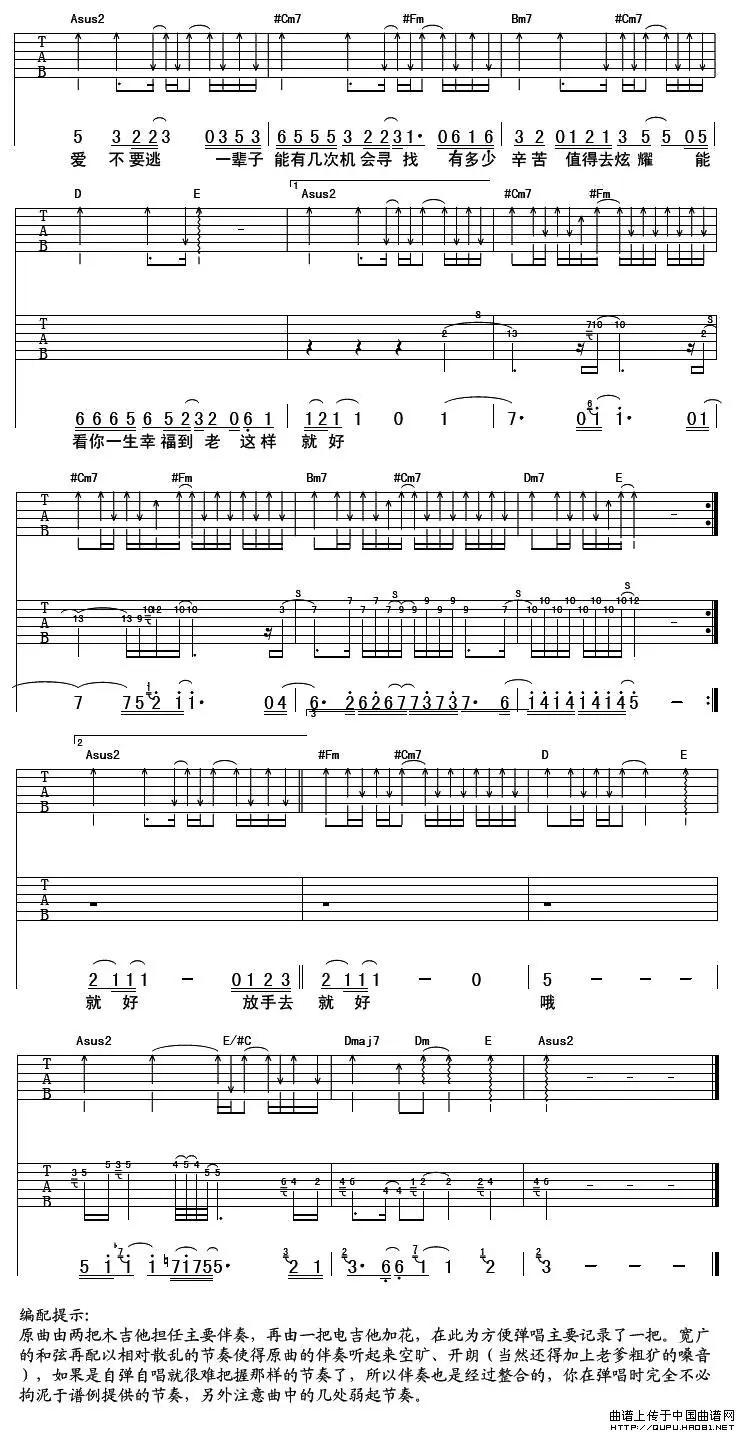 Asus2 #Cm7 #Fm Bm7 #Cm7
T A B
5 3 2 2 3 0 3 5 3 6 5 5 5 3 2 2 3 1· 0 6 1 6 3 2 0 1 2 1 3 5 5 0 5
爱 不要逃 一辈子 能有几次机会寻找 有多少 辛苦 值得去炫耀 能
D E 1 Asus2 #Cm7 #Fm
T A B
S S
T A B 2 13 7 10 10 2
6 6 6 5 6 5 2 3 2 0 6 1 1 2 1 1 0 1 7· 6 0 1 1· 0 1
看你一生幸福到老 这样 就好
#Cm7 #Fm Bm7 #Cm7 Dm7 E
T A B
S S S S
T A B 13 13 9 10 12 10 10 3 7 7 7 7 7 7 9 9 9 9 9 9 7 9 10 10 10 10 10 10 10 10 12
7 7 5 2 1 1· 0 4 6· 2 6 2 6 7 7 3 7 3 7· 6 1 4 1 4 1 4 1 4 5 –
2 3
Asus2 #Fm #Cm7 D E
T A B
T A B
2 1 1 1 – 0 1 2 3 2 1 1 1 – 0 5 – – –
就 好 放手去 就 好 哦
Asus2 E/#C Dmaj7 Dm E Asus2
T A B
T A B 3 5 5 3 5 5 4 5 4 5 5 6 4 2 4 6 4 4 1 2 2 2 4 4 6
5 1 1 1 7 1 7 5 5· 2 1 3· 6 6 1 1 2 3 – – –
编配提示：
原曲由两把木吉他担任主要伴奏，再由一把电吉他加花，在此为方便弹唱主要记录了一把。宽广
的和弦再配以相对散乱的节奏使得原曲的伴奏听起来空旷、开朗（当然还得加上老爹粗犷的嗓音
），如果是自弹自唱就很难把握那样的节奏了，所以伴奏也是经过整合的，你在弹唱时完全不必
拘泥于谱例提供的节奏，另外注意曲中的几处弱起节奏。
曲谱上传于中国曲谱网
HTTP://QUPU.HAO81.NET